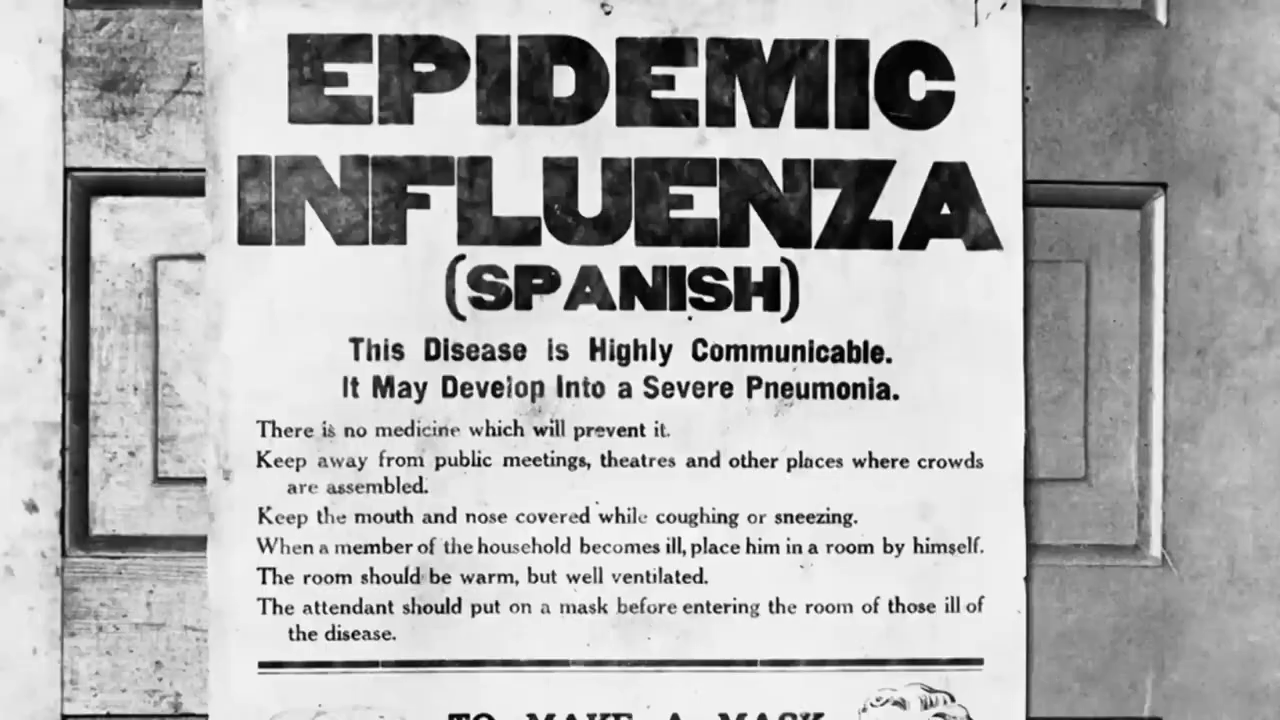 EPIDEMIC
INFLUENZA
(SPANISH)
This Disease is Highly Communicable.
It May Develop Into a Severe Pneumonia.
There is no medicine which will prevent it.
Keep away from public meetings, theatres and other places where crowds
are assembled.
Keep the mouth and nose covered while coughing or sneezing.
When a member of the household becomes ill, place him in a room by himself.
The room should be warm, but well ventilated.
The attendant should put on a mask before entering the room of those ill of
the disease.
TO MAKE A MASK